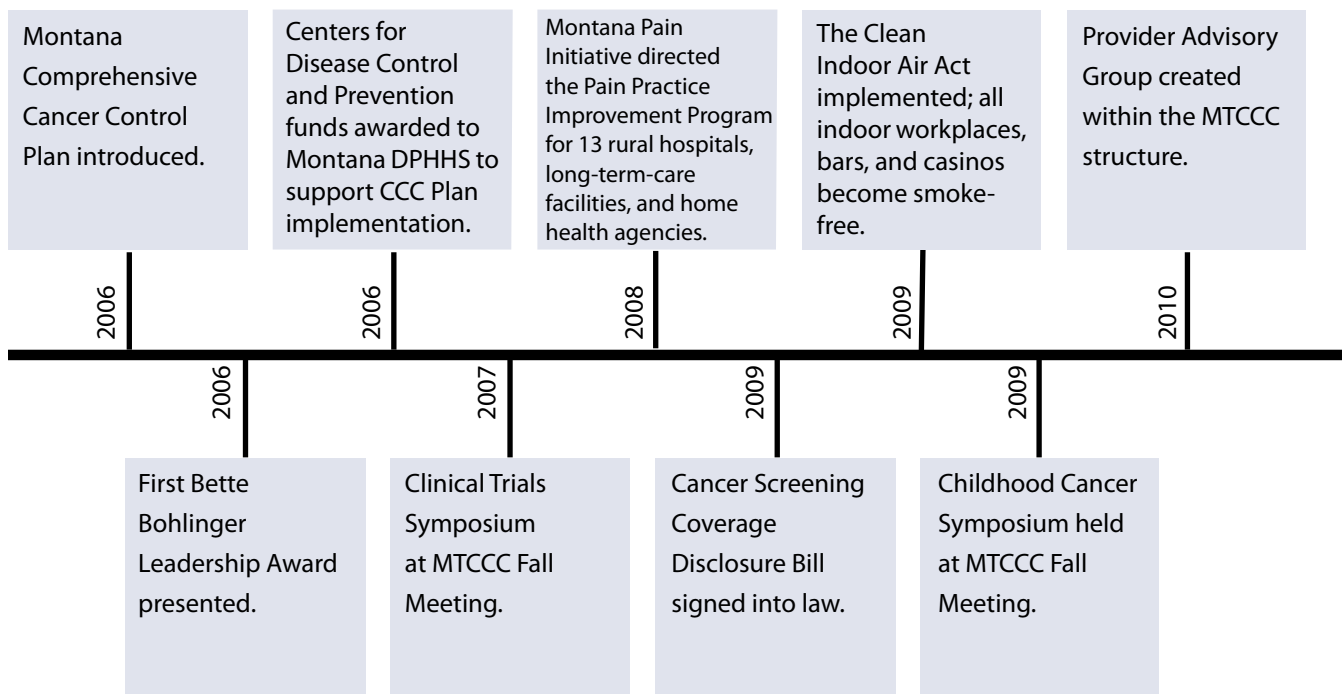 Montana
Comprehensive
Cancer Control
Plan introduced.
Centers for
Disease Control
and Prevention
funds awarded to
Montana DPHHS to
support CCC Plan
implementation.
Montana Pain
Initiative directed
the Pain Practice
Improvement Program
for 13 rural hospitals,
long-term-care
facilities, and home
health agencies.
The Clean
Indoor Air Act
implemented; all
indoor workplaces,
bars, and casinos
become smoke-
free.
Provider Advisory
Group created
within the MTCCC
structure.
2006
2006
2008
2009
2010
2006
2007
2009
2009
First Bette
Bohlinger
Leadership Award
presented.
Clinical Trials
Symposium
at MTCCC Fall
Meeting.
Cancer Screening
Coverage
Disclosure Bill
signed into law.
Childhood Cancer
Symposium held
at MTCCC Fall
Meeting.